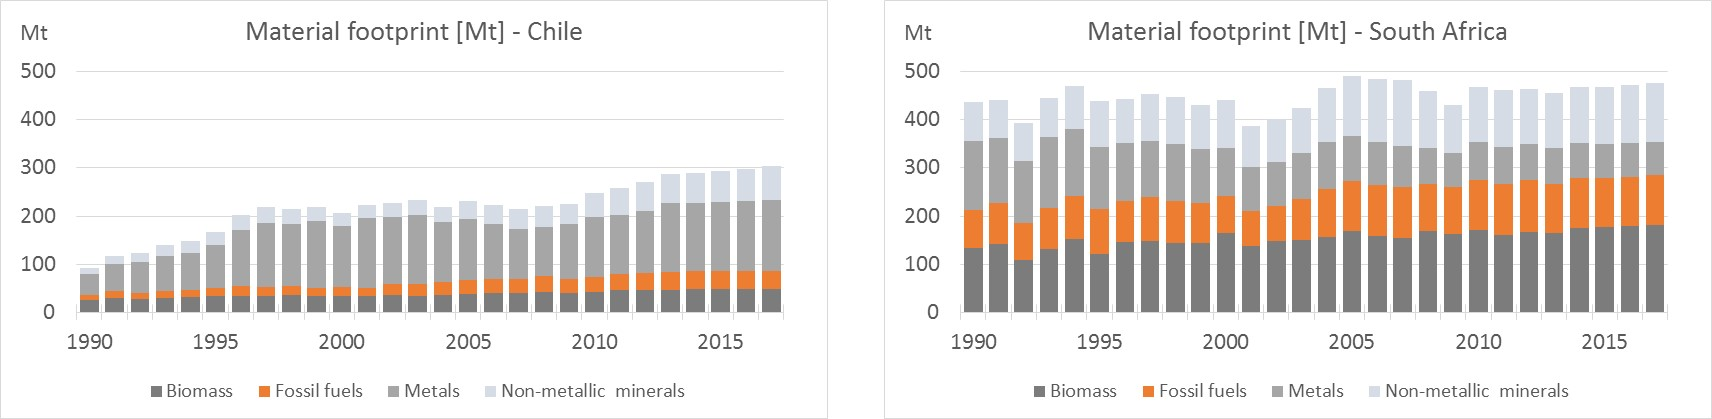 Mt
Material footprint [Mt] - Chile
500
400
300
200
100
0
1990
1995
2000
2005
2010
2015
Biomass
Fossil fuels
Metals
Non-metallic minerals
Mt
Material footprint [Mt] - South Africa
500
400
300
200
100
0
1990
1995
2000
2005
2010
2015
Biomass
Fossil fuels
Metals
Non-metallic minerals